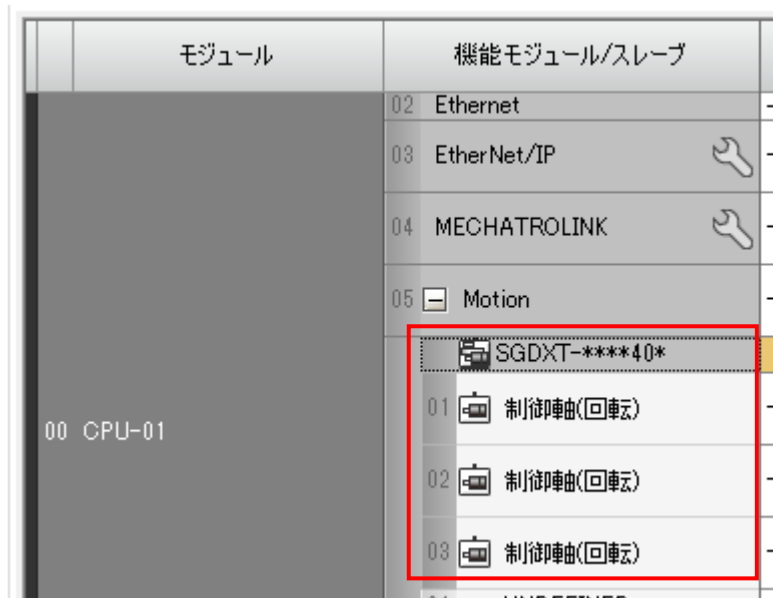 モジュール
機能モジュール/スレーブ
02 Ethernet
03 EtherNet/IP
04 MECHATROLINK
05 Motion
SGDXT-****40*
01 制御軸(回転)
00 CPU-01
02 制御軸(回転)
03 制御軸(回転)